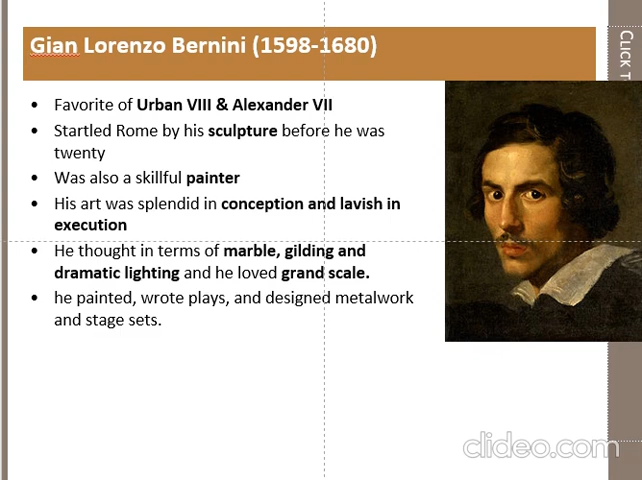 Gian Lorenzo Bernini (1598-1680)
• Favorite of Urban VIII & Alexander VII
• Startled Rome by his sculpture before he was
twenty
• Was also a skillful painter
• His art was splendid in conception and lavish in
execution
• He thought in terms of marble, gilding and
dramatic lighting and he loved grand scale.
• he painted, wrote plays, and designed metalwork
and stage sets.
CLICK T
clideo.com